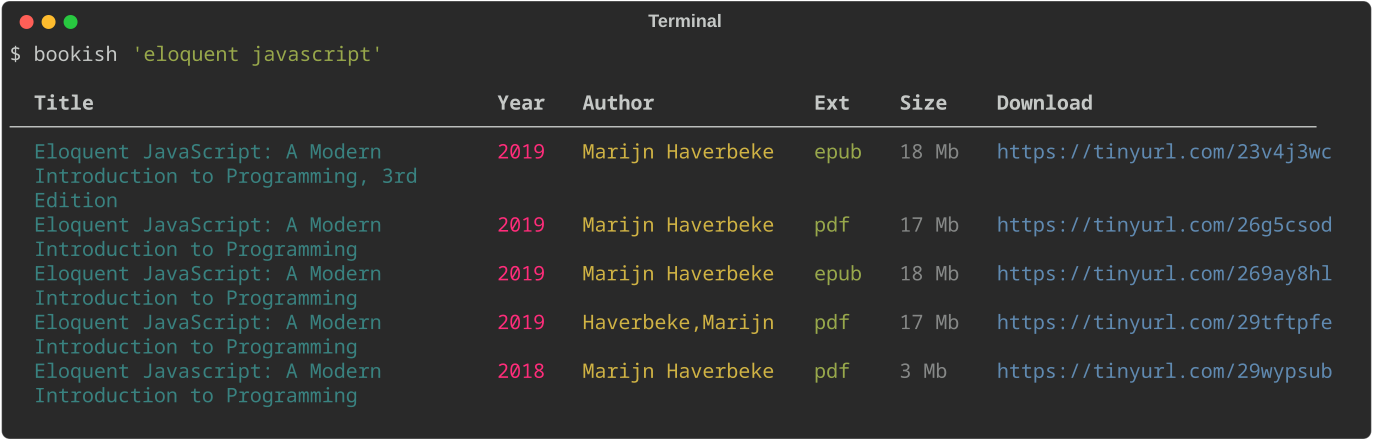 Terminal
$ bookish 'eloquent javascript'
Title Year Author Ext Size Download
Eloquent JavaScript: A Modern 2019 Marijn Haverbeke epub 18 Mb https://tinyurl.com/23v4j3wc
Introduction to Programming, 3rd
Edition
Eloquent JavaScript: A Modern 2019 Marijn Haverbeke pdf 17 Mb https://tinyurl.com/26g5csod
Introduction to Programming
Eloquent JavaScript: A Modern 2019 Marijn Haverbeke epub 18 Mb https://tinyurl.com/269ay8hl
Introduction to Programming
Eloquent JavaScript: A Modern 2019 Haverbeke,Marijn pdf 17 Mb https://tinyurl.com/29tftpfe
Introduction to Programming
Eloquent JavaScript: A Modern 2018 Marijn Haverbeke pdf 3 Mb https://tinyurl.com/29wypsub
Introduction to Programming